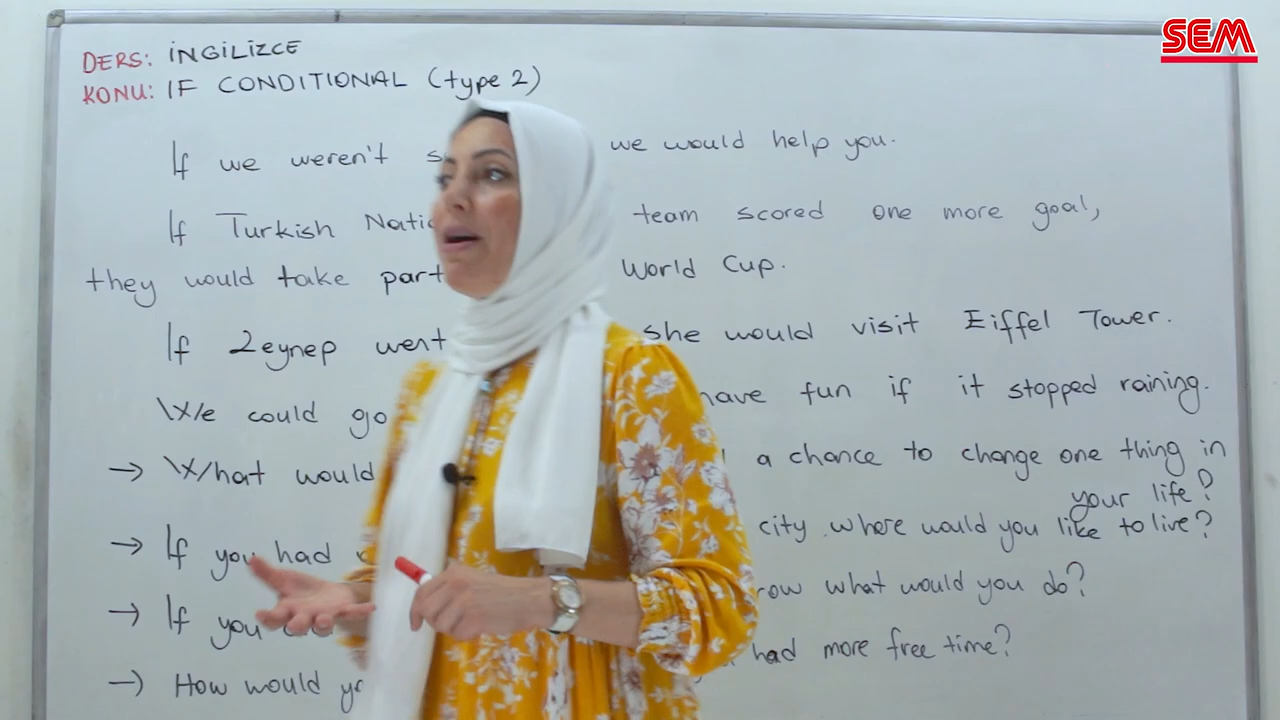 SEM
DERS: İNGİLİZCE
KONU: IF CONDITIONAL (type 2)
If we weren't we would help you.
If Turkish team scored one more goal,
they would take part World Cup.
If Zeynep went she would visit Eiffel Tower.
We could go have fun if it stopped raining.
→ What would a chance to change one thing in
your life?
→ If you had city where would you like to live?
→ If you what would you do?
→ How would had more free time?